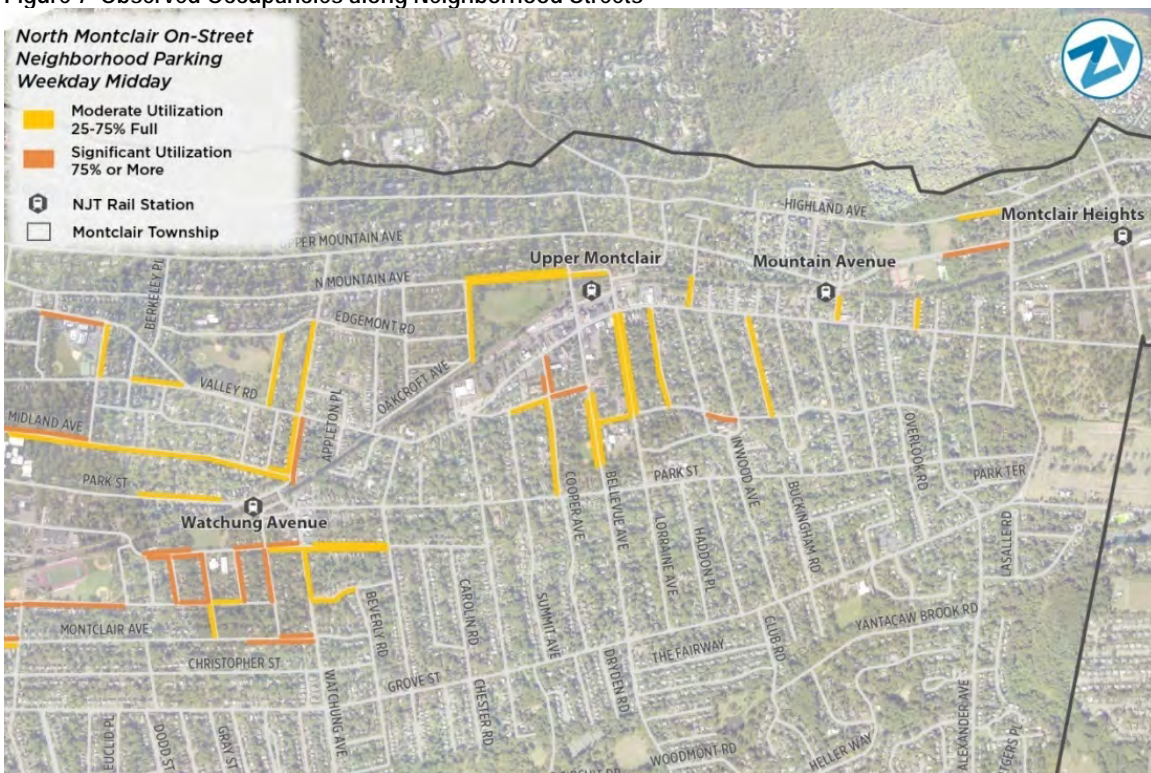 Figure 7 Observed Occupancies along Neighborhood Streets
North Montclair On-Street
Neighborhood Parking
Weekday Midday
Moderate Utilization
25-75% Full
Significant Utilization
75% or More
NJT Rail Station
Montclair Township
HIGHLAND AVE
Montclair Heights
UPPER MOUNTAIN AVE
Upper Montclair
Mountain Avenue
N MOUNTAIN AVE
BERKELEY PL
EDGEMONT RD
VALLEY RD
OAKCROFT AVE
APPLETON PL
MIDLAND AVE
PARK ST
Watchung Avenue
COOPER AVE
BELLEVUE AVE
PARK ST
INWOOD AVE
OVERLOOK RD
PARK TER
LORRAINE AVE
HADDON PL
BUCKINGHAM RD
LASALLE RD
MONTCLAIR AVE
BEVERLY RD
CAROLIN RD
SUMMIT AVE
CLUB RD
YANTACAW BROOK RD
CHRISTOPHER ST
WATCHUNG AVE
GROVE ST
CHESTER RD
DRYDEN RD
THE FAIRWAY
EUCLID PL
DODD ST
GRAY ST
WOODMONT RD
HELLER WAY
ALEXANDER AVE